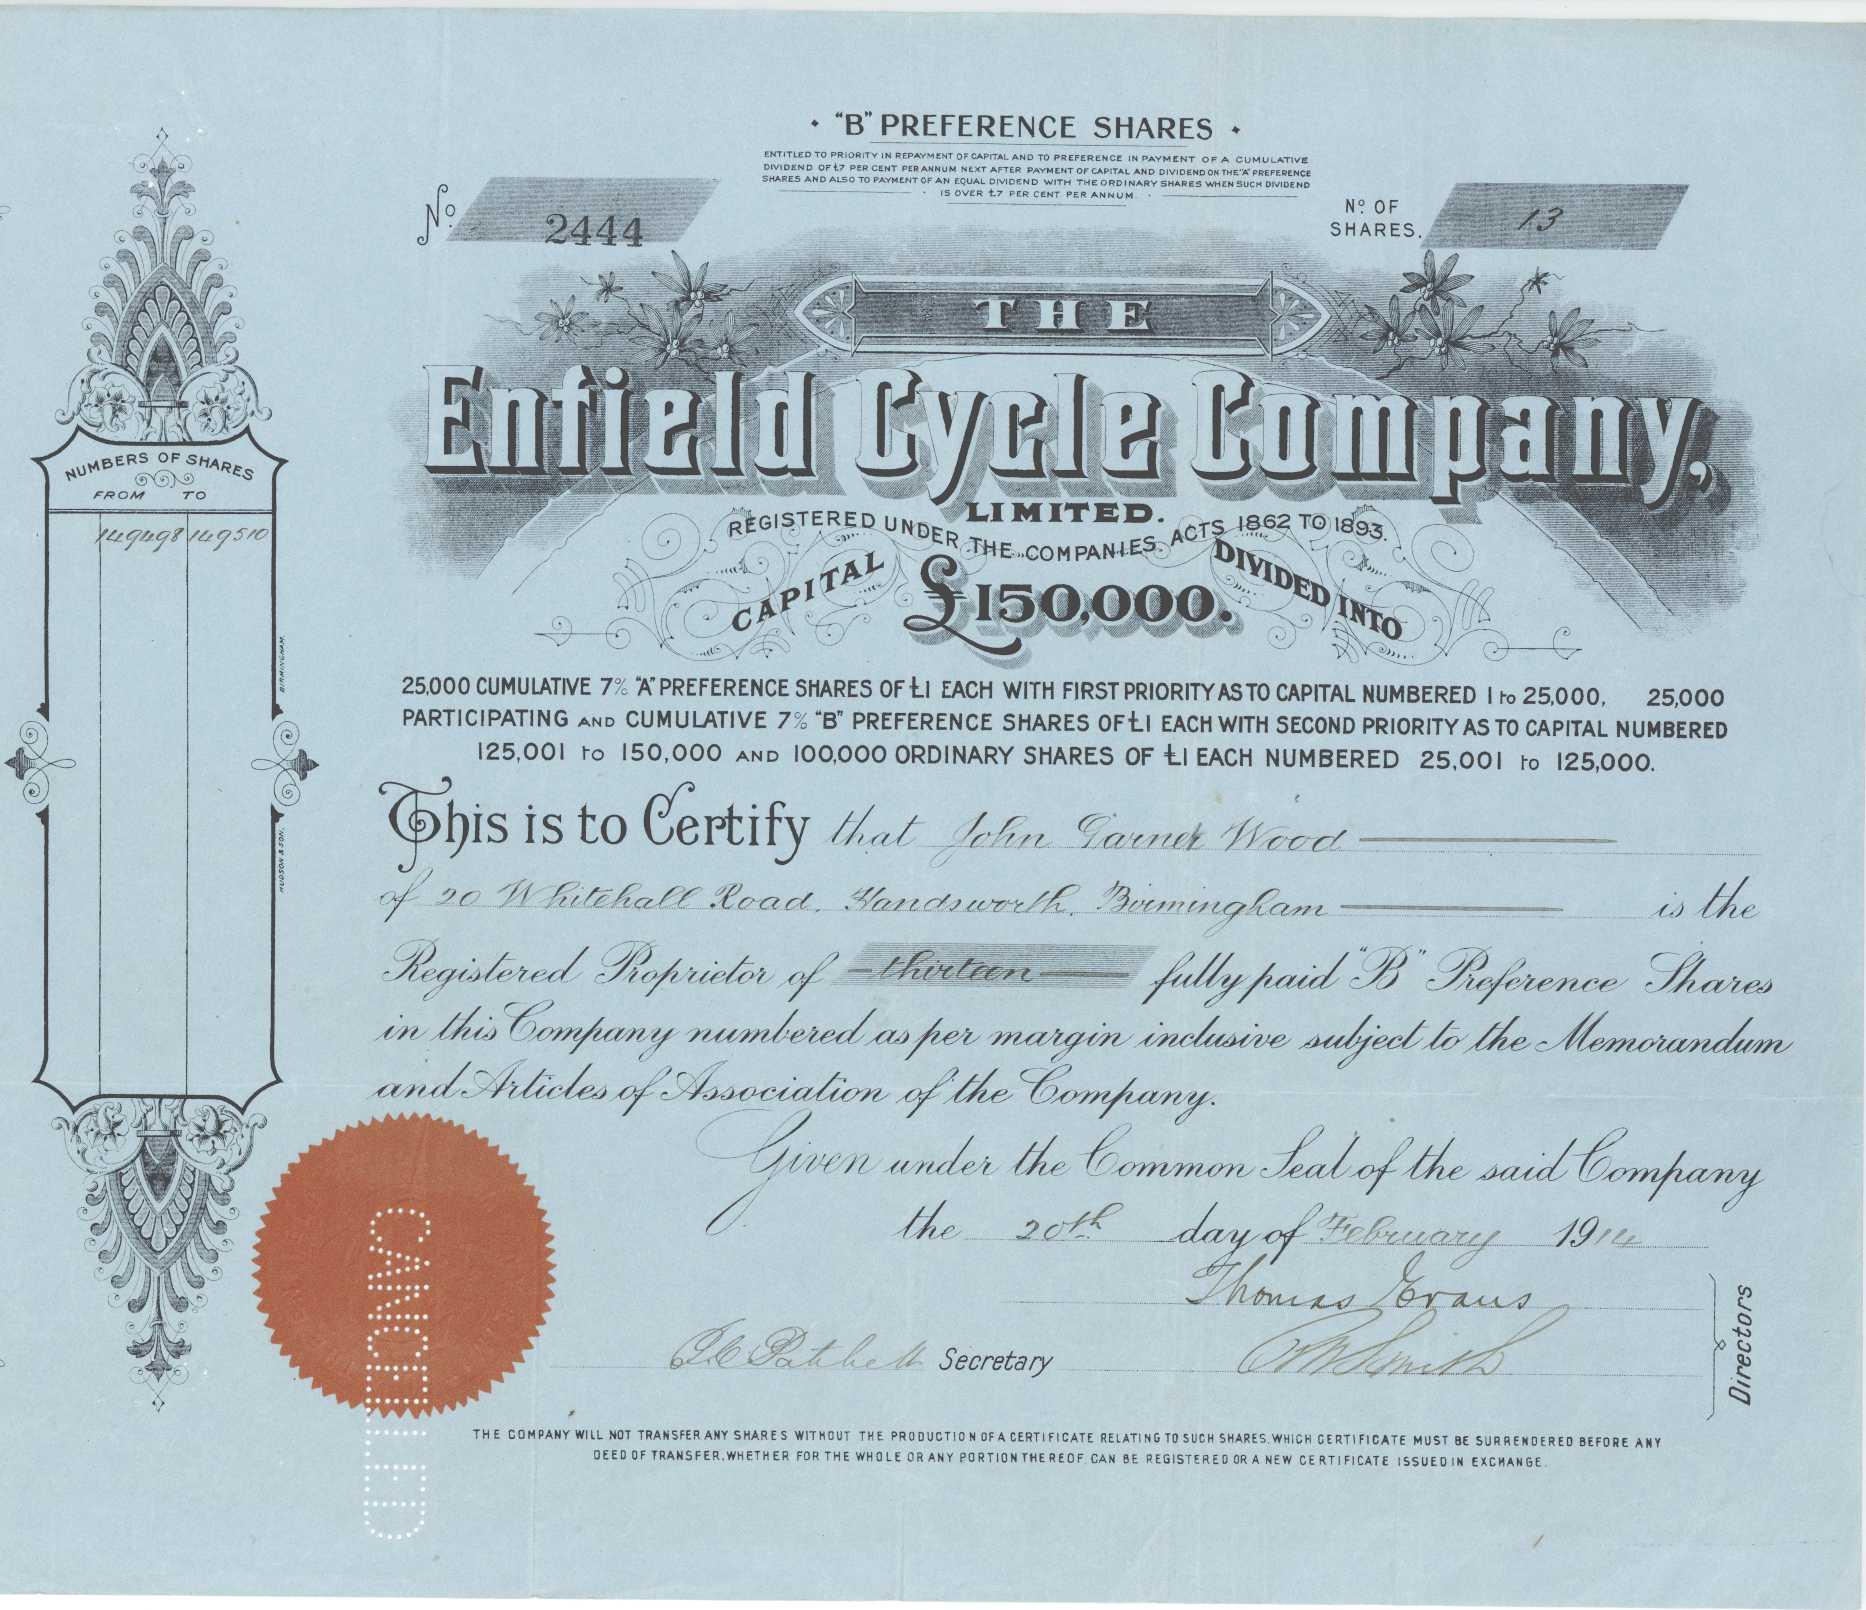 "B" PREFERENCE SHARES
ENTITLED TO PRIORITY IN REPAYMENT OF CAPITAL AND TO PREFERENCE IN PAYMENT OF A CUMULATIVE
DIVIDEND OF £7 PER CENT PER ANNUM NEXT AFTER PAYMENT OF CAPITAL AND DIVIDEND ON THE "A" PREFERENCE
SHARES AND ALSO TO PAYMENT OF AN EQUAL DIVIDEND WITH THE ORDINARY SHARES WHEN SUCH DIVIDEND
IS OVER £7 PER CENT. PER ANNUM.
No. 2444
No. OF SHARES. 13
THE
Enfield Cycle Company,
LIMITED.
REGISTERED UNDER THE COMPANIES ACTS 1862 TO 1893.
CAPITAL £150,000. DIVIDED INTO
25,000 CUMULATIVE 7% "A" PREFERENCE SHARES OF £1 EACH WITH FIRST PRIORITY AS TO CAPITAL NUMBERED 1 to 25,000, 25,000
PARTICIPATING AND CUMULATIVE 7% "B" PREFERENCE SHARES OF £1 EACH WITH SECOND PRIORITY AS TO CAPITAL NUMBERED
125,001 to 150,000 AND 100,000 ORDINARY SHARES OF £1 EACH NUMBERED 25,001 to 125,000.
This is to Certify that John Garner Wood
of 20 Whitehall Road, Handsworth, Birmingham is the
Registered Proprietor of thirteen fully paid "B" Preference Shares
in this Company numbered as per margin inclusive subject to the Memorandum
and Articles of Association of the Company.
Given under the Common Seal of the said Company
the 20th day of February 1914
Thomas Evans
Secretary
Smith
Directors
THE COMPANY WILL NOT TRANSFER ANY SHARES WITHOUT THE PRODUCTION OF A CERTIFICATE RELATING TO SUCH SHARES, WHICH CERTIFICATE MUST BE SURRENDERED BEFORE ANY
DEED OF TRANSFER, WHETHER FOR THE WHOLE OR ANY PORTION THEREOF, CAN BE REGISTERED OR A NEW CERTIFICATE ISSUED IN EXCHANGE.
NUMBERS OF SHARES
FROM TO
149498 149510
HUDSON & SON.
BIRMINGHAM.
CANCELLED